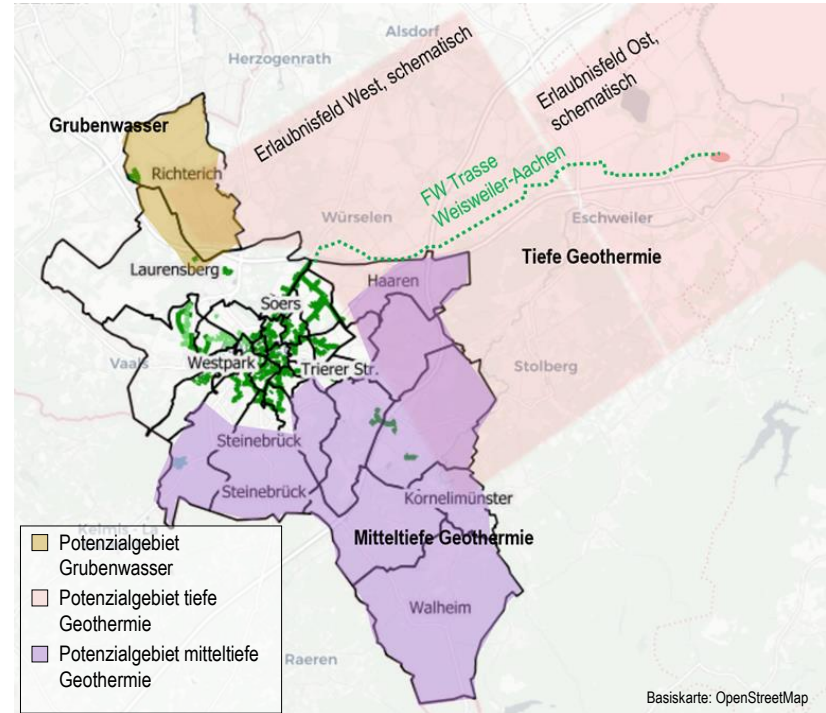 Alsdorf
Herzogenrath
Erlaubnisfeld West, schematisch
Erlaubnisfeld Ost,
schematisch
Grubenwasser
Richterich
FW Trasse
Weisweiler-Aachen
Würselen
Eschweiler
Tiefe Geothermie
Laurensberg
Haaren
Soers
Vaals
Westpark
Trierer Str.
Stolberg
Steinebrück
Steinebrück
Kornelimünster
Mitteltiefe Geothermie
Walheim
Raeren
Potenzialgebiet
Grubenwasser
Potenzialgebiet tiefe
Geothermie
Potenzialgebiet mitteltiefe
Geothermie
Basiskarte: OpenStreetMap